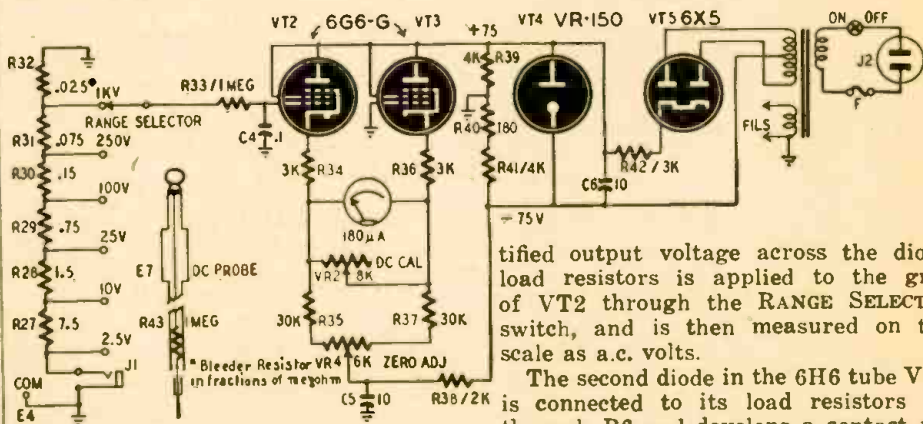 VT2 6G6-G VT3
+75
VT4 VR-150
VT5 6X5
ON OFF
J2
F
FILS
R32
.025*
1KV
RANGE SELECTOR
R33/1MEG
C4 .1
R39
4K
R40 180
R41/4K
C6 10
R42/3K
-75V
R31 .075
250V
R30 .15
100V
R29 .75
25V
R28 1.5
10V
R27 7.5
2.5V
J1
COM
E4
E7
DC PROBE
R43 1 MEG
3K R34
R36 3K
180μA
DC CAL
VR2 8K
30K R35
R37 30K
VR4 6K ZERO ADJ
C5 10
R38/2K
* Bleeder Resistor
in fractions of megohm
tified output voltage across the
load resistors is applied to the
of VT2 through the RANGE
switch, and is then measured on
scale as a.c. volts.
The second diode in the 6H6 tube
is connected to its load resistors